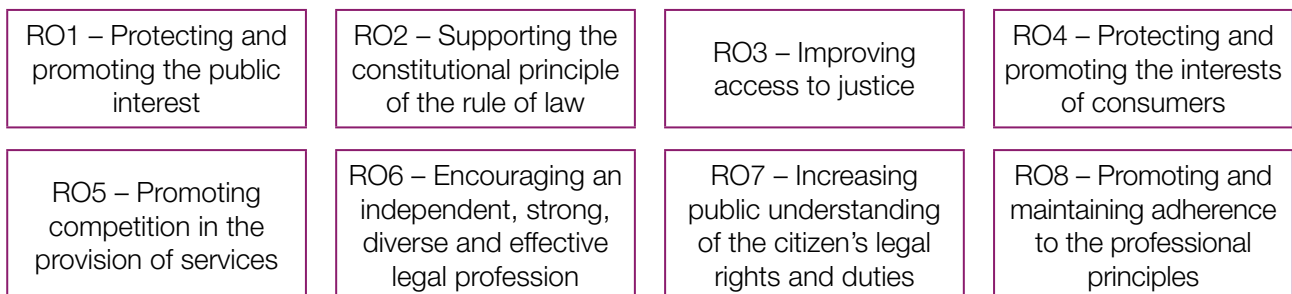 RO1 – Protecting and
promoting the public
interest
RO2 – Supporting the
constitutional principle
of the rule of law
RO3 – Improving
access to justice
RO4 – Protecting and
promoting the interests
of consumers
RO5 – Promoting
competition in the
provision of services
RO6 – Encouraging an
independent, strong,
diverse and effective
legal profession
RO7 – Increasing
public understanding
of the citizen’s legal
rights and duties
RO8 – Promoting and
maintaining adherence
to the professional
principles